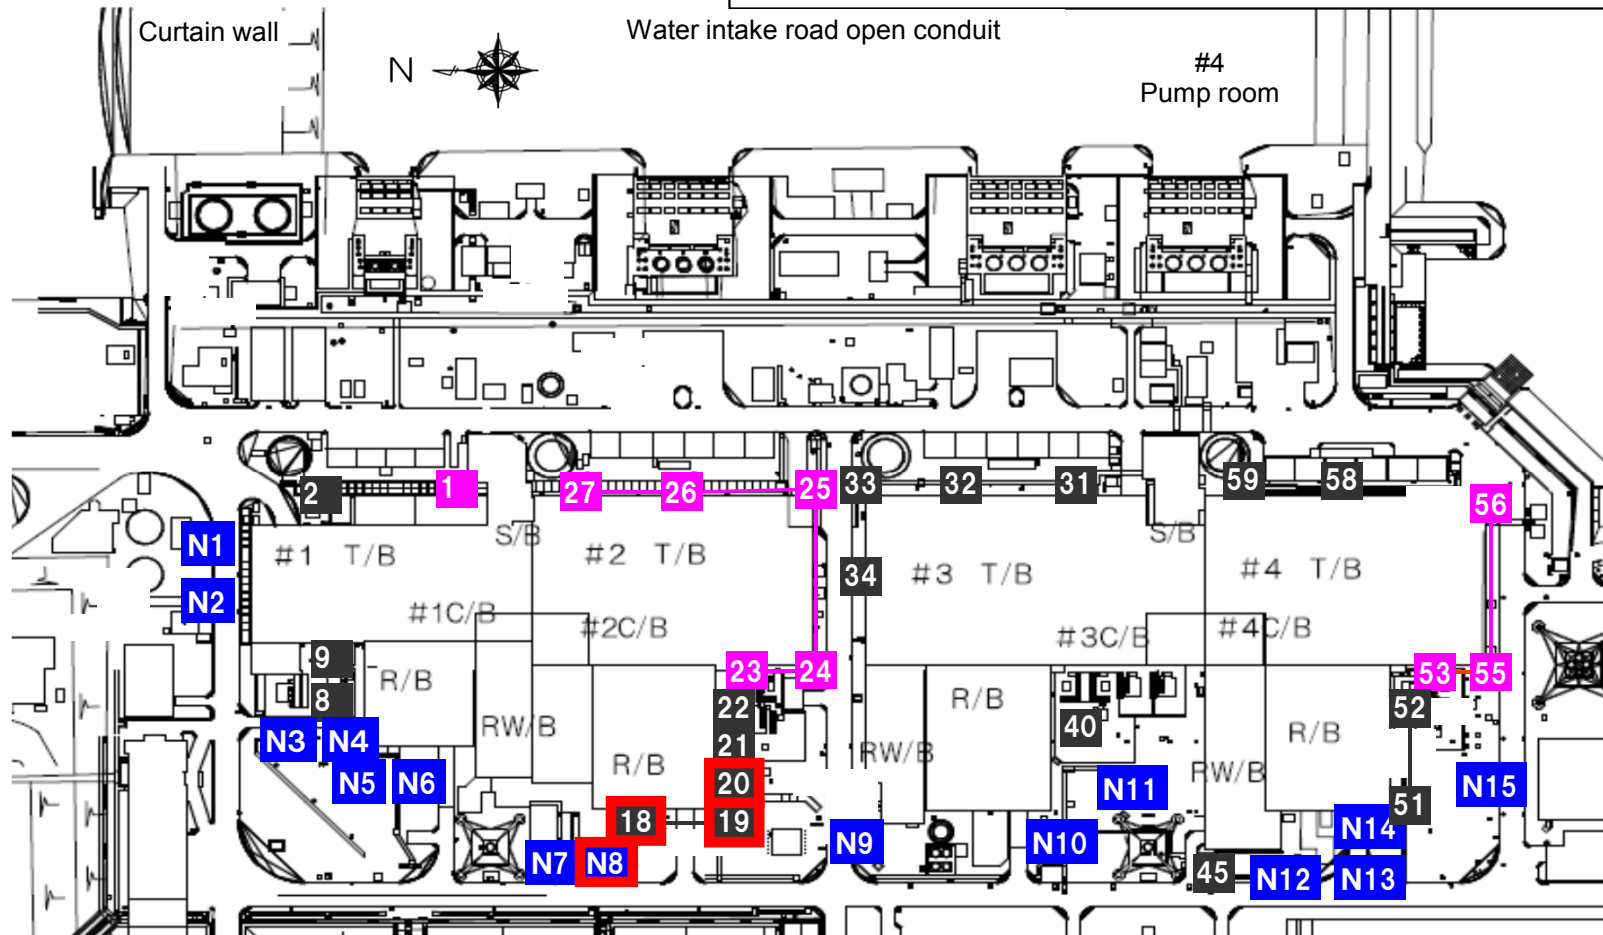 Curtain wall
Water intake road open conduit
N
#4
Pump room
2
1
27
26
25
33
32
31
59
58
56
N1
#1 T/B
S/B
#2 T/B
34
#3 T/B
S/B
#4 T/B
N2
#1C/B
#2C/B
#3C/B
#4C/B
9
R/B
23
24
53
55
8
22
R/B
52
N3
N4
RW/B
21
RW/B
40
R/B
N5
N6
R/B
20
N11
RW/B
N15
18
19
51
N7
N8
N9
N10
N14
45
N12
N13